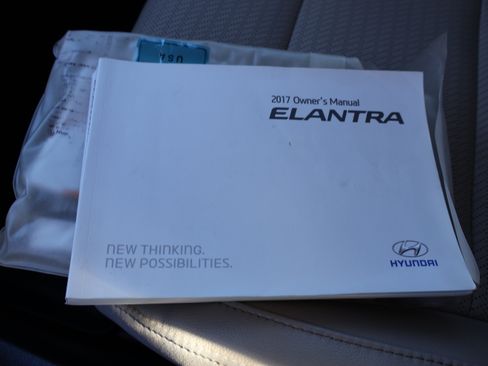 2017 Owner's Manual
ELANTRA
NEW THINKING.
NEW POSSIBILITIES.
HYUNDAI